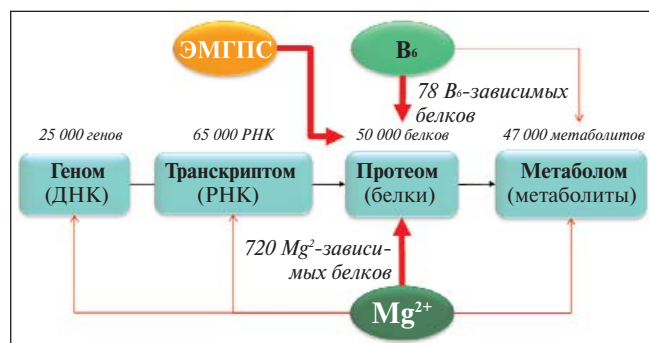 ЭМГПС
B₆
78 B₆-зависимых
белков
25 000 генов
65 000 РНК
50 000 белков
47 000 метаболитов
Геном
(ДНК)
Транскриптом
(РНК)
Протеом
(белки)
Метаболом
(метаболиты)
720 Mg²-зависи-
мых белков
Mg²⁺